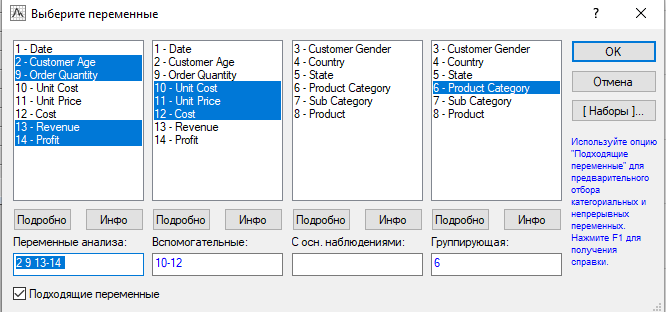 Выберите переменные
?
1 - Date
2 - Customer Age
9 - Order Quantity
10 - Unit Cost
11 - Unit Price
12 - Cost
13 - Revenue
14 - Profit
1 - Date
2 - Customer Age
9 - Order Quantity
10 - Unit Cost
11 - Unit Price
12 - Cost
13 - Revenue
14 - Profit
3 - Customer Gender
4 - Country
5 - State
6 - Product Category
7 - Sub Category
8 - Product
3 - Customer Gender
4 - Country
5 - State
6 - Product Category
7 - Sub Category
8 - Product
OK
Отмена
[ Наборы ]...
Используйте опцию
"Подходящие
переменные" для
предварительного
отбора
категориальных и
непрерывных
переменных.
Нажмите F1 для
получения
справки.
Подробно Инфо Подробно Инфо Подробно Инфо Подробно Инфо
Переменные анализа: Вспомогательные: С осн. наблюдениями: Группирующая:
2 9 13-14 10-12 6
Подходящие переменные